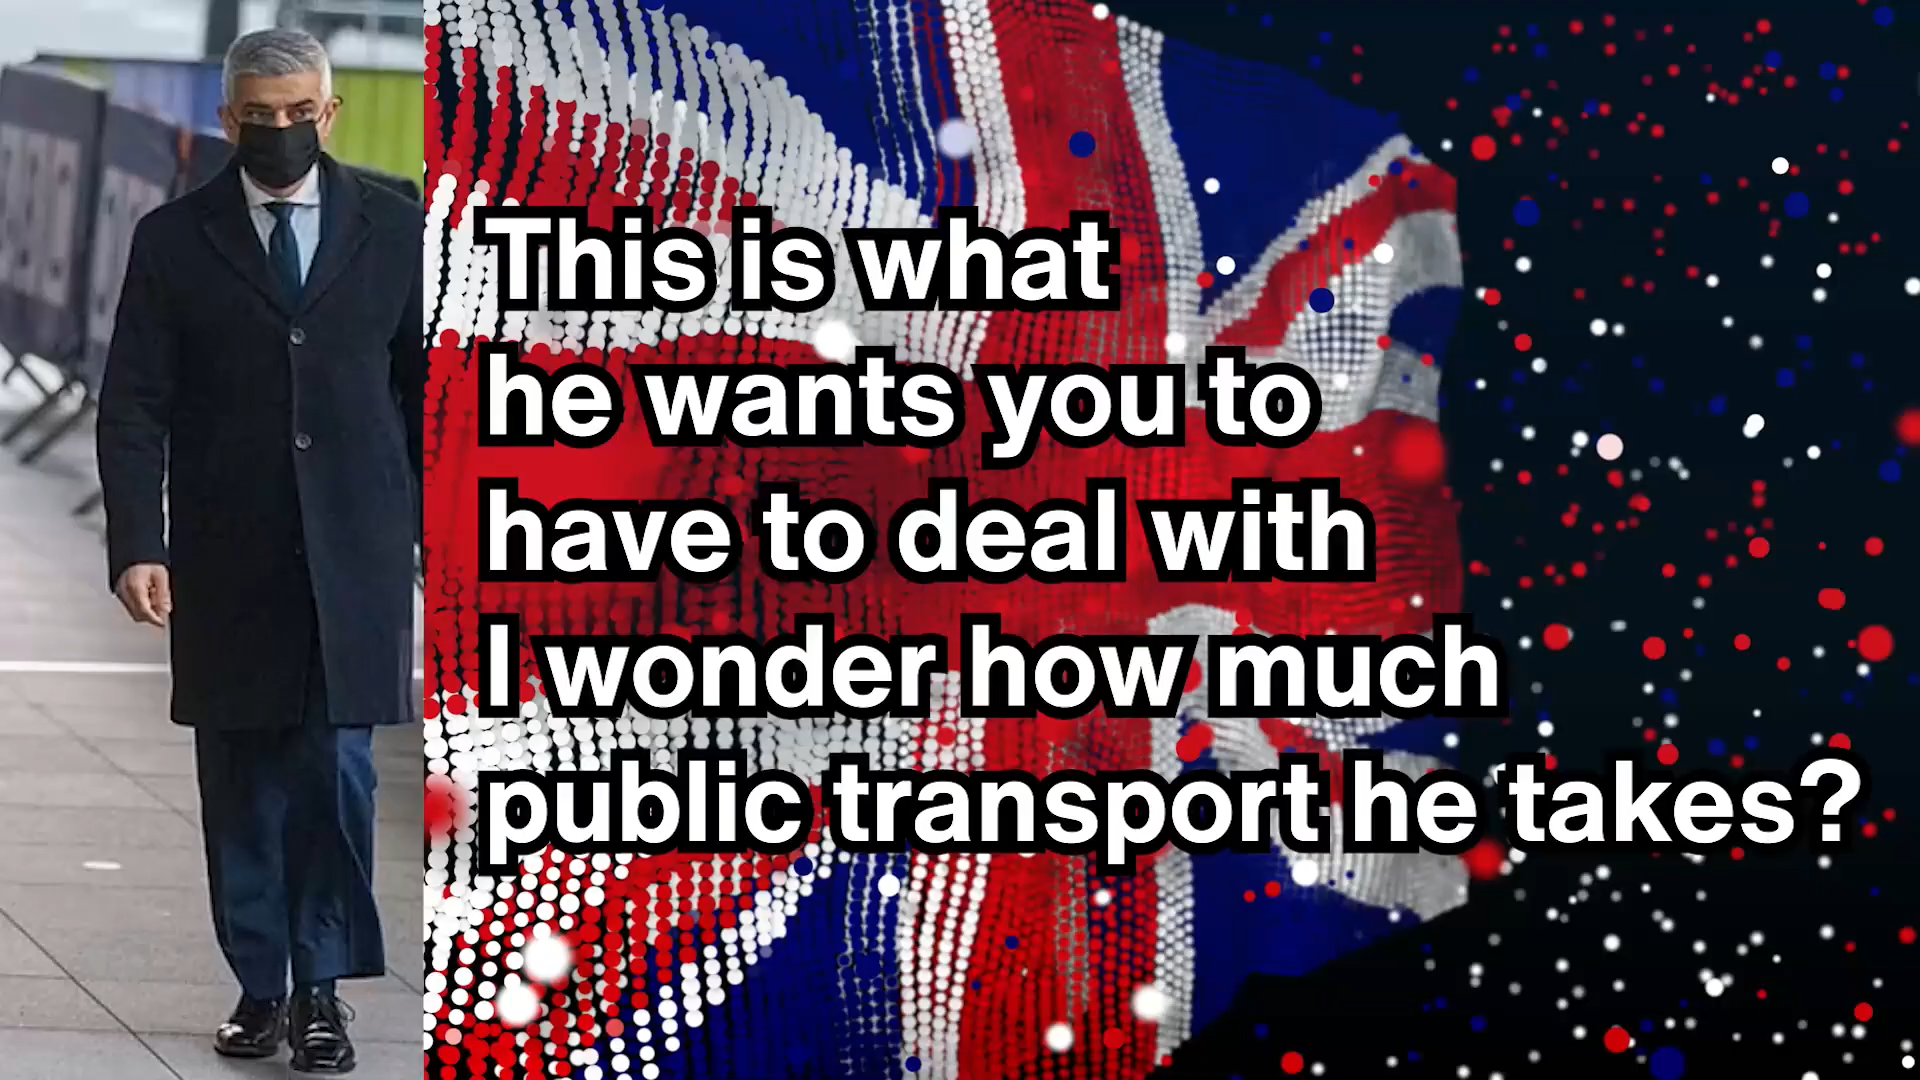 This is what
he wants you to
have to deal with
I wonder how much
public transport he takes?